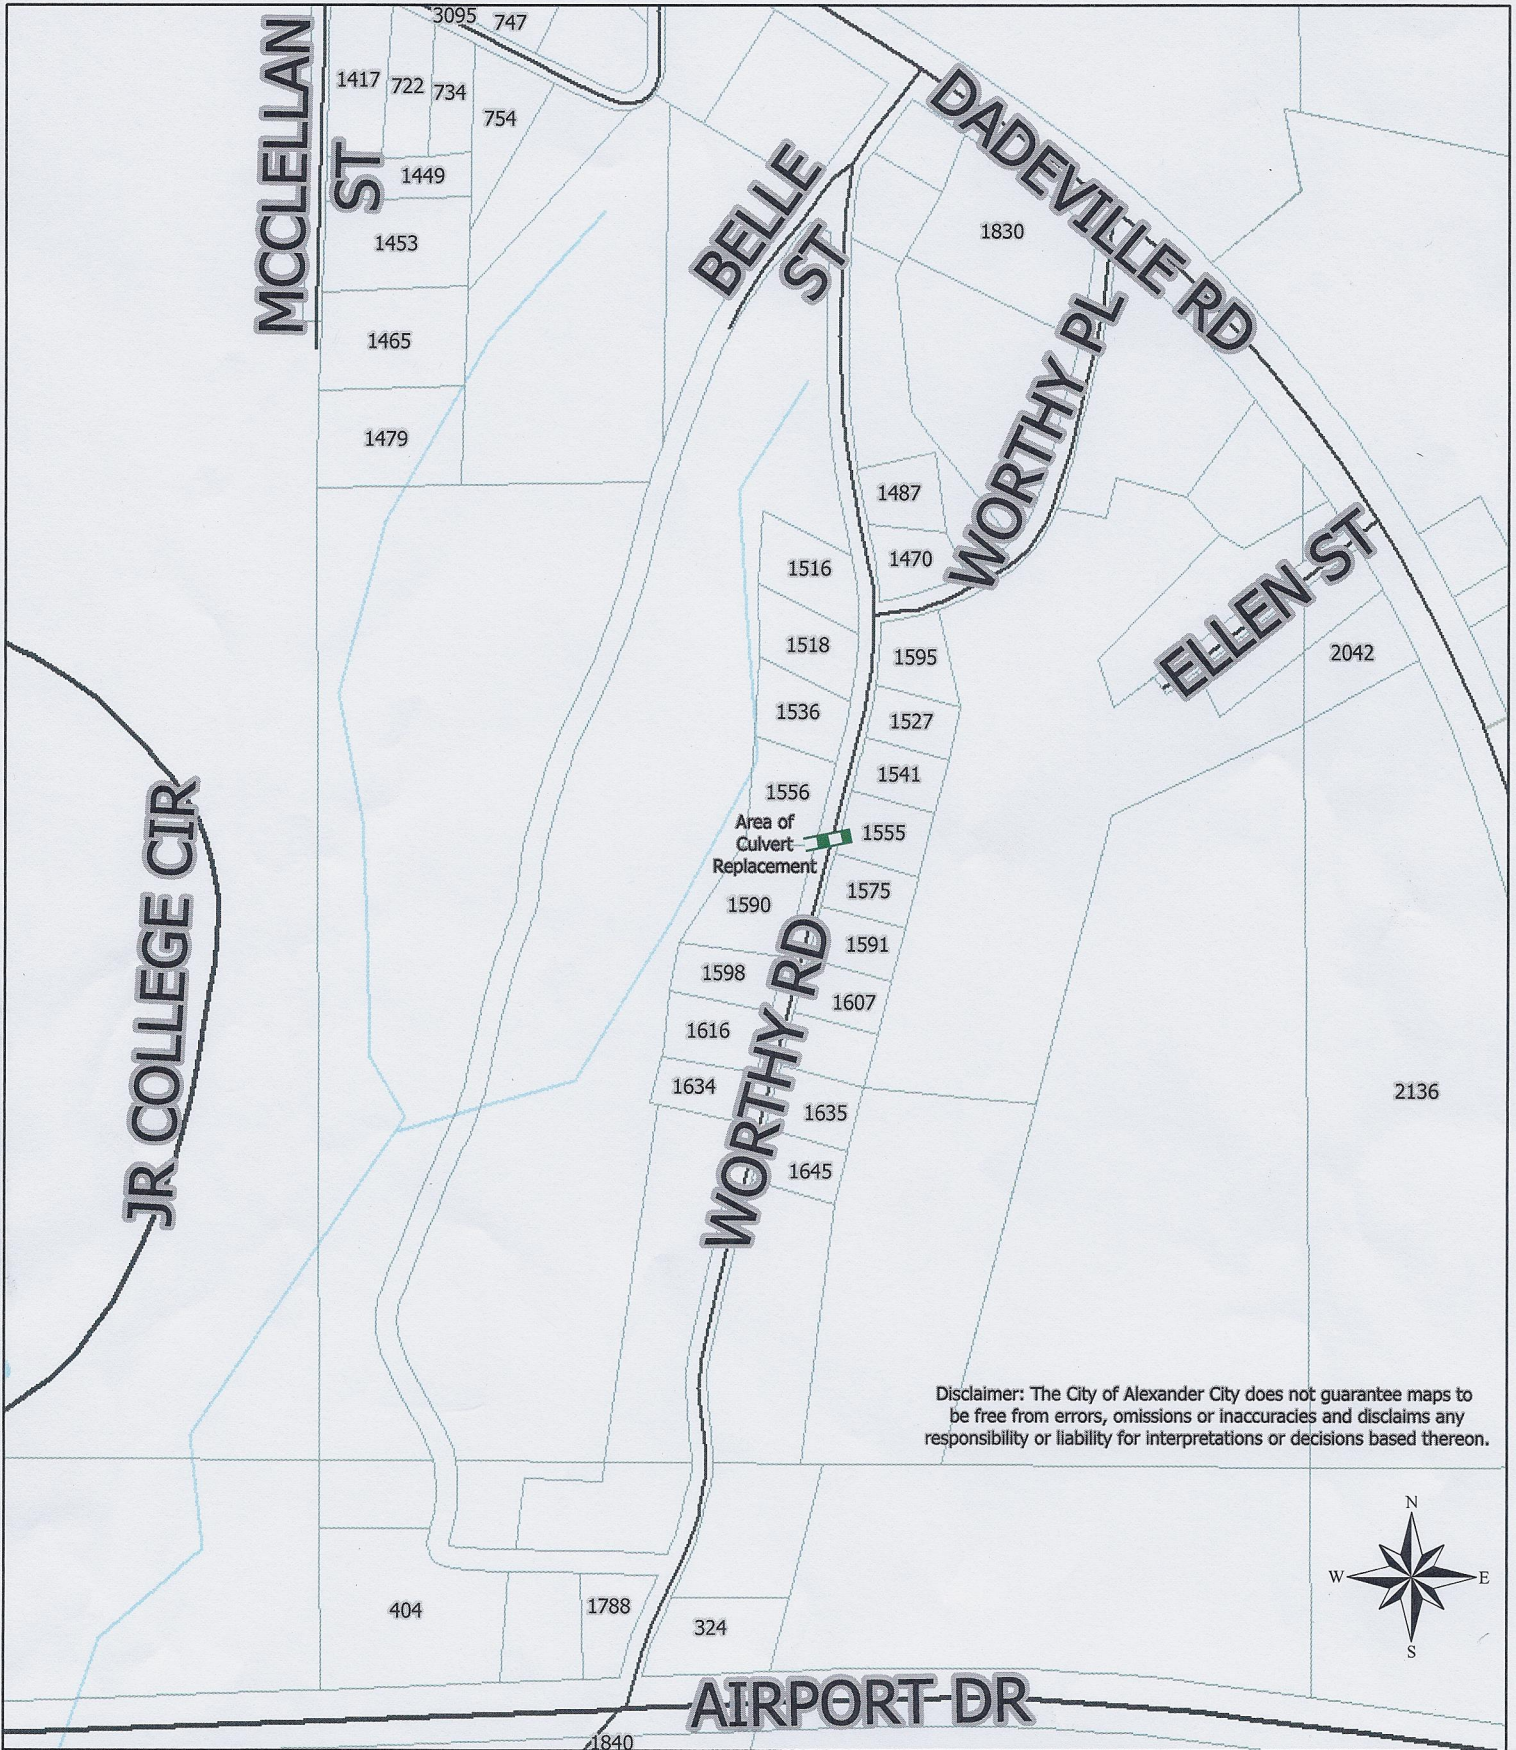 3095
747
MCCLELLAN
ST
1417
722
734
754
1449
1453
1465
1479
BELLE
ST
DADEVILLE RD
1830
WORTHY PL
1487
1470
ELLEN ST
2042
1516
1518
1595
1536
1527
1541
1556
Area of
Culvert
Replacement
1555
1575
1590
1591
1598
1607
1616
1634
1635
1645
WORTHY RD
JR COLLEGE CIR
2136
Disclaimer: The City of Alexander City does not guarantee maps to
be free from errors, omissions or inaccuracies and disclaims any
responsibility or liability for interpretations or decisions based thereon.
N
W
E
S
404
1788
324
AIRPORT DR
1840